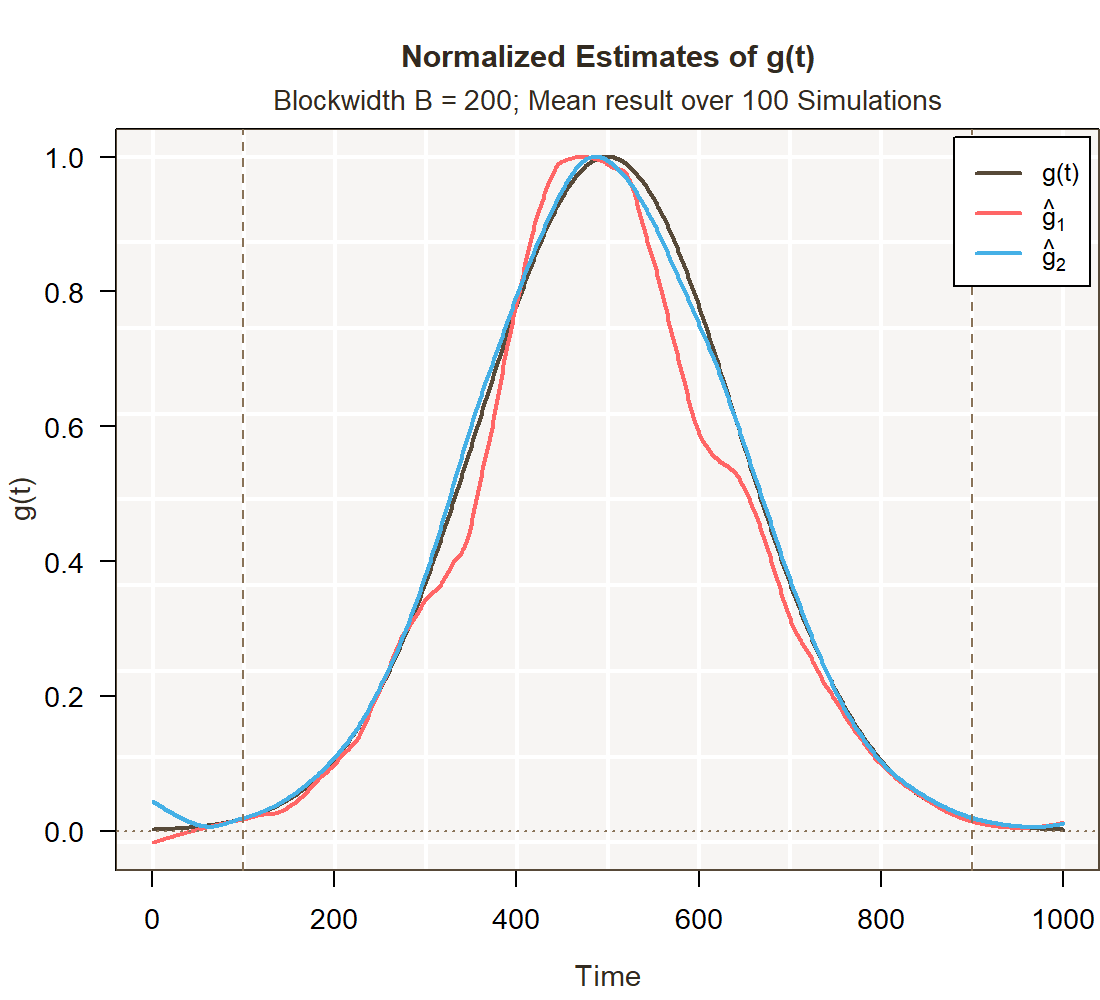 Normalized Estimates of g(t)
Blockwidth B = 200; Mean result over 100 Simulations
g(t)
ĝ₁
ĝ₂
1.0
0.8
0.6
0.4
0.2
0.0
g(t)
0 200 400 600 800 1000
Time